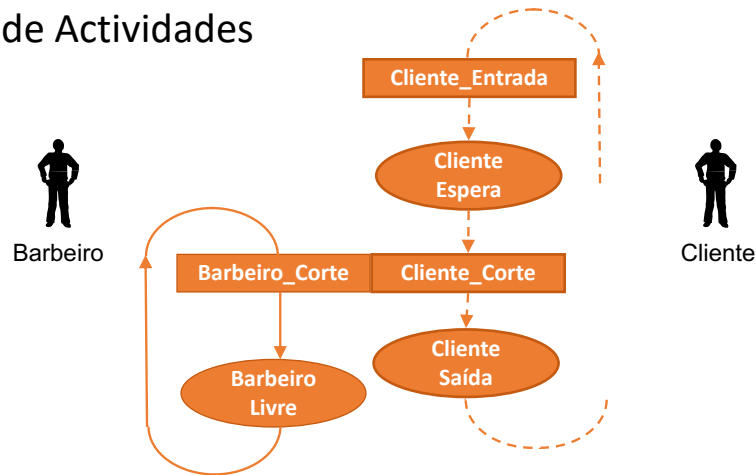 de Actividades
Cliente_Entrada
Cliente
Espera
Barbeiro
Cliente
Barbeiro_Corte
Cliente_Corte
Cliente
Saída
Barbeiro
Livre